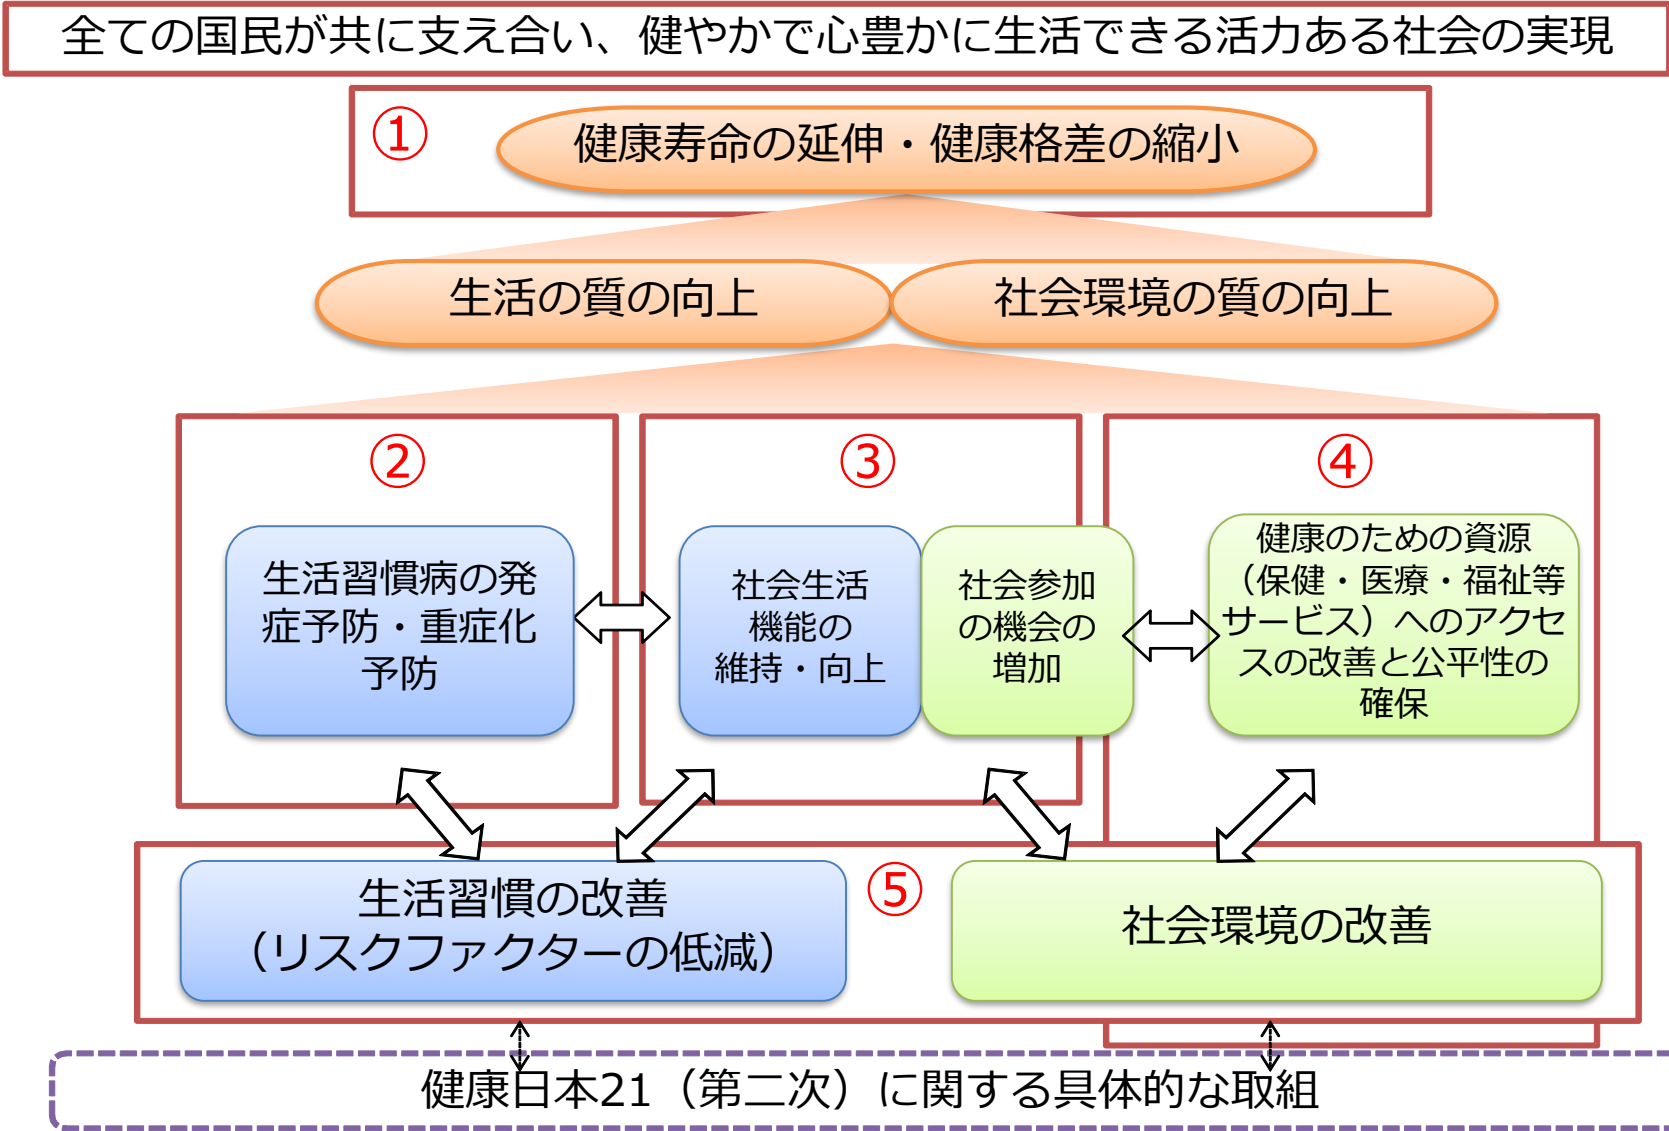 全ての国民が共に支え合い、健やかで心豊かに生活できる活力ある社会の実現
①
健康寿命の延伸・健康格差の縮小
生活の質の向上
社会環境の質の向上
②
③
④
生活習慣病の発
症予防・重症化
予防
社会生活
機能の
維持・向上
社会参加
の機会の
増加
健康のための資源
（保健・医療・福祉等
サービス）へのアクセ
スの改善と公平性の
確保
生活習慣の改善
（リスクファクターの低減）
⑤
社会環境の改善
健康日本21（第二次）に関する具体的な取組